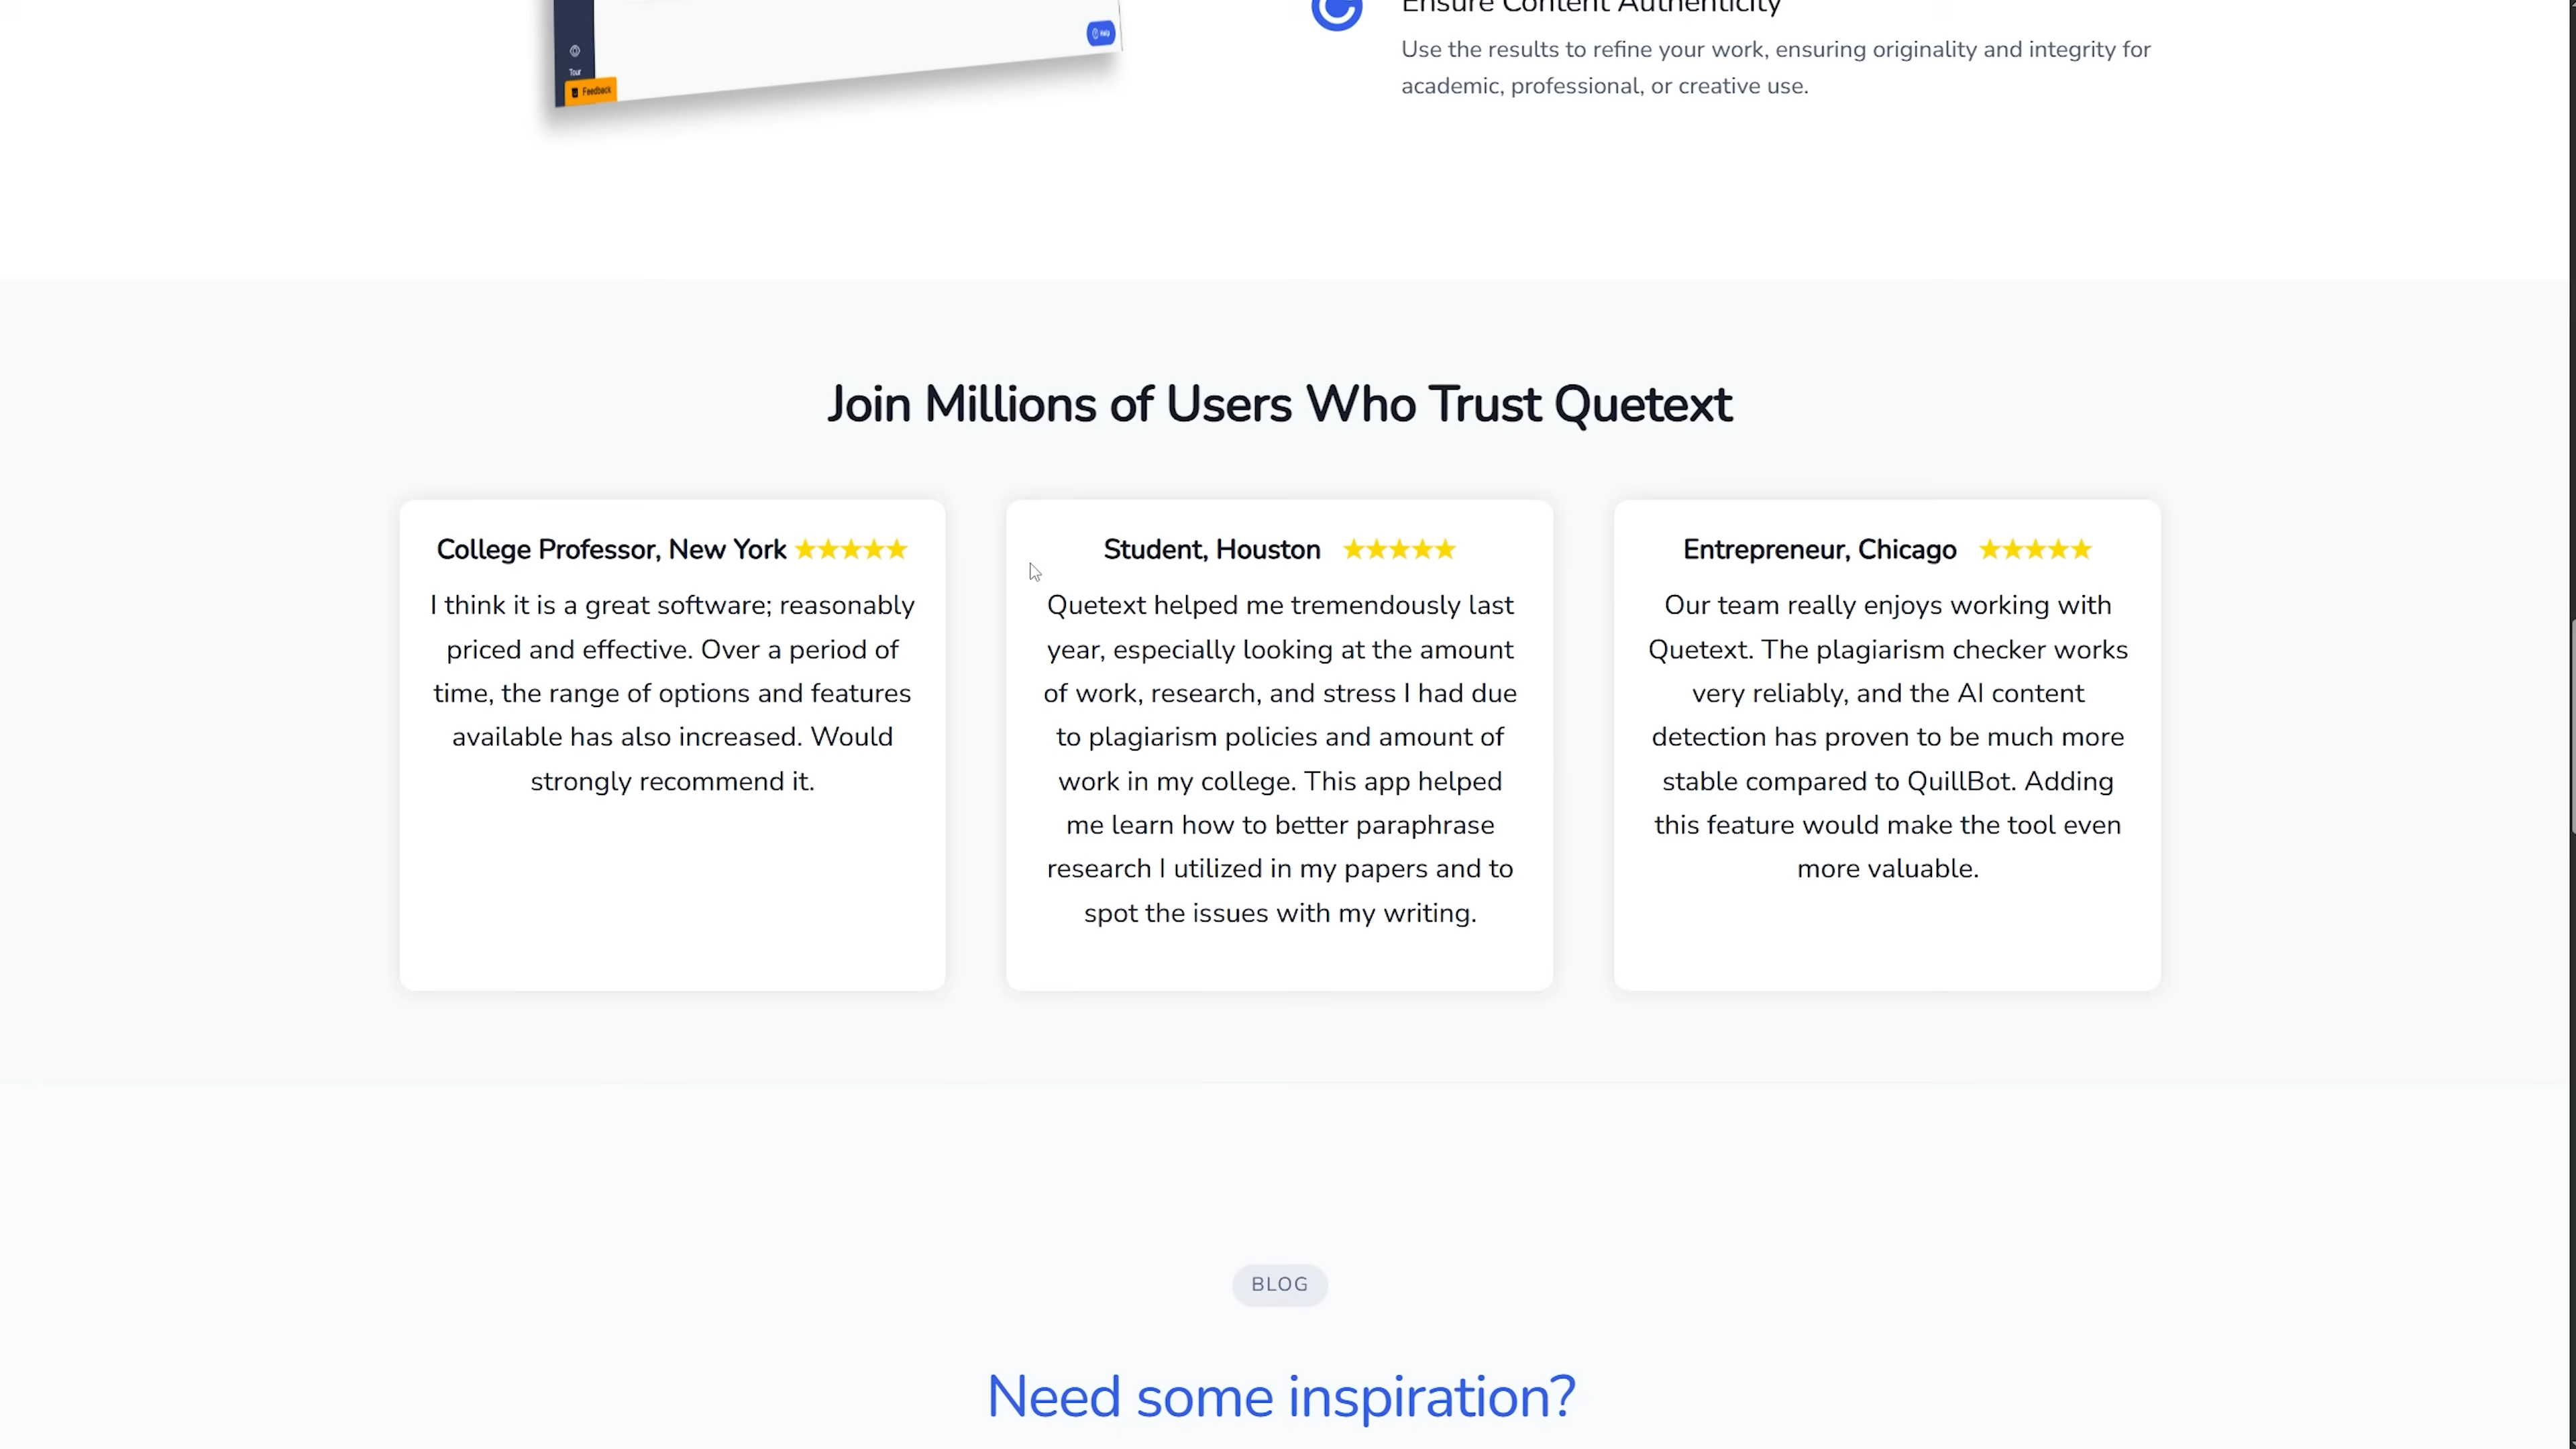 Ensure Content Authenticity
Use the results to refine your work, ensuring originality and integrity for
academic, professional, or creative use.
Help
Tour
Feedback
Join Millions of Users Who Trust Quetext
College Professor, New York ★★★★★
I think it is a great software; reasonably
priced and effective. Over a period of
time, the range of options and features
available has also increased. Would
strongly recommend it.
Student, Houston ★★★★★
Quetext helped me tremendously last
year, especially looking at the amount
of work, research, and stress I had due
to plagiarism policies and amount of
work in my college. This app helped
me learn how to better paraphrase
research I utilized in my papers and to
spot the issues with my writing.
Entrepreneur, Chicago ★★★★★
Our team really enjoys working with
Quetext. The plagiarism checker works
very reliably, and the AI content
detection has proven to be much more
stable compared to QuillBot. Adding
this feature would make the tool even
more valuable.
BLOG
Need some inspiration?